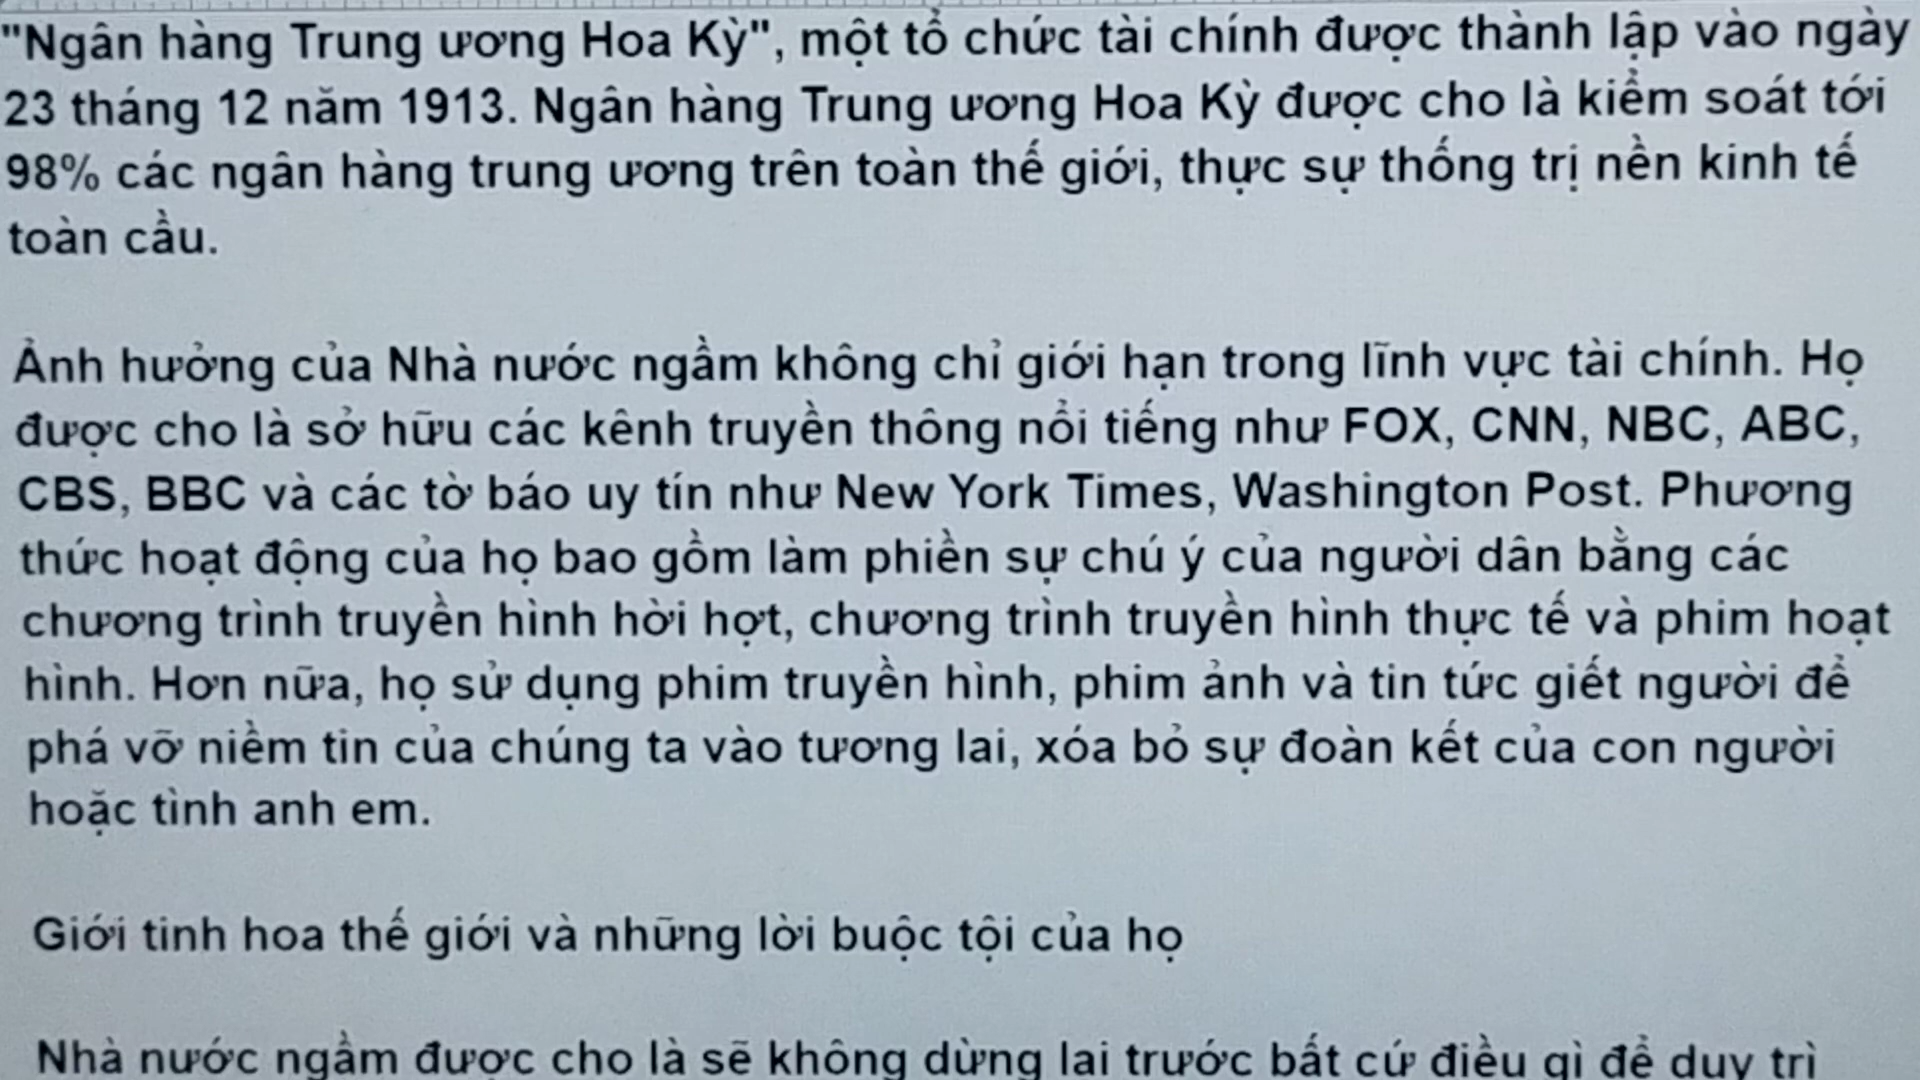 "Ngân hàng Trung ương Hoa Kỳ", một tổ chức tài chính được thành lập vào ngày
23 tháng 12 năm 1913. Ngân hàng Trung ương Hoa Kỳ được cho là kiểm soát tới
98% các ngân hàng trung ương trên toàn thế giới, thực sự thống trị nền kinh tế
toàn cầu.
Ảnh hưởng của Nhà nước ngầm không chỉ giới hạn trong lĩnh vực tài chính. Họ
được cho là sở hữu các kênh truyền thông nổi tiếng như FOX, CNN, NBC, ABC,
CBS, BBC và các tờ báo uy tín như New York Times, Washington Post. Phương
thức hoạt động của họ bao gồm làm phiền sự chú ý của người dân bằng các
chương trình truyền hình hời hợt, chương trình truyền hình thực tế và phim hoạt
hình. Hơn nữa, họ sử dụng phim truyền hình, phim ảnh và tin tức giết người để
phá vỡ niềm tin của chúng ta vào tương lai, xóa bỏ sự đoàn kết của con người
hoặc tình anh em.
Giới tinh hoa thế giới và những lời buộc tội của họ
Nhà nước ngầm được cho là sẽ không dừng lại trước bất cứ điều gì để duy trì